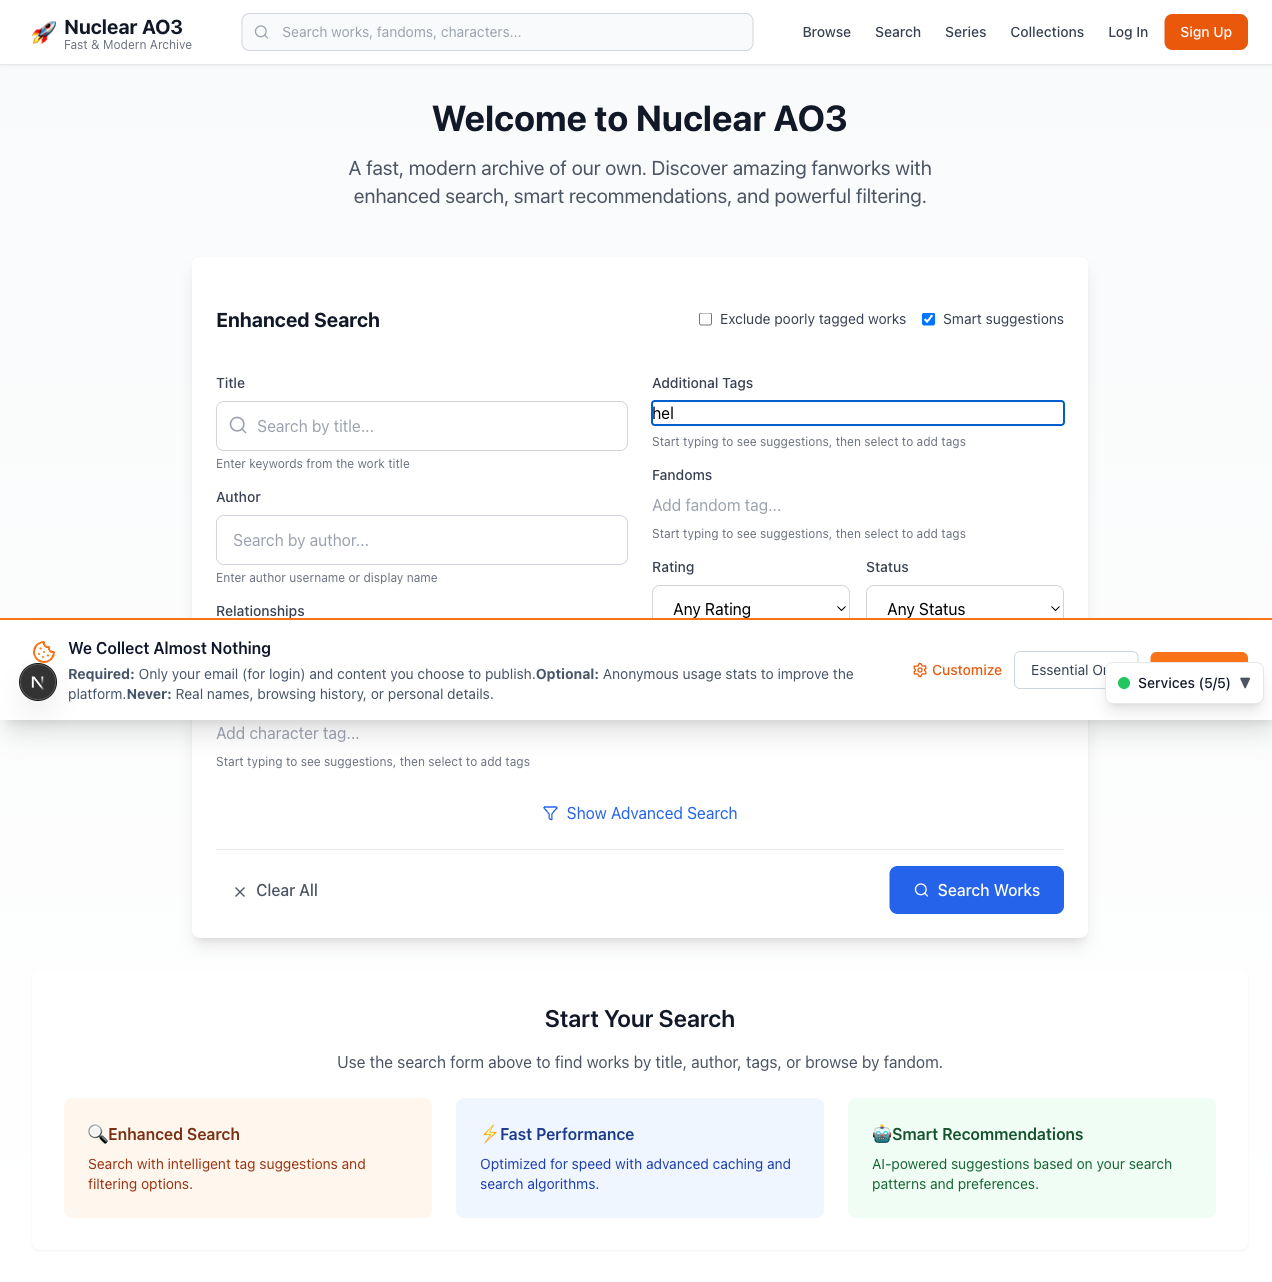 Nuclear AO3
Fast & Modern Archive
Search works, fandoms, characters...
Browse
Search
Series
Collections
Log In
Sign Up
Welcome to Nuclear AO3
A fast, modern archive of our own. Discover amazing fanworks with
enhanced search, smart recommendations, and powerful filtering.
Enhanced Search
Exclude poorly tagged works
Smart suggestions
Title
Search by title...
Enter keywords from the work title
Author
Search by author...
Enter author username or display name
Relationships
Additional Tags
hel
Start typing to see suggestions, then select to add tags
Fandoms
Add fandom tag...
Start typing to see suggestions, then select to add tags
Rating
Status
Any Rating
Any Status
We Collect Almost Nothing
Required: Only your email (for login) and content you choose to publish.Optional: Anonymous usage stats to improve the
platform.Never: Real names, browsing history, or personal details.
N
Customize
Essential
Services (5/5) ▼
Add character tag...
Start typing to see suggestions, then select to add tags
Show Advanced Search
Clear All
Search Works
Start Your Search
Use the search form above to find works by title, author, tags, or browse by fandom.
Enhanced Search
Search with intelligent tag suggestions and
filtering options.
Fast Performance
Optimized for speed with advanced caching and
search algorithms.
Smart Recommendations
AI-powered suggestions based on your search
patterns and preferences.